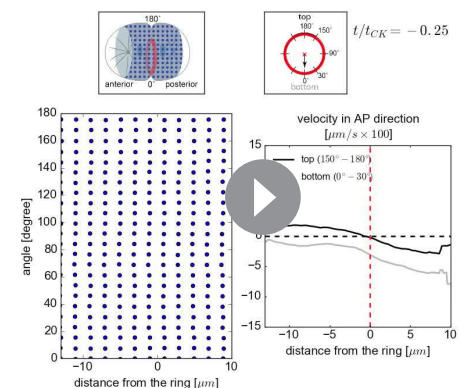 180°
anterior 0° posterior
top
180°
150°
90°
30°
0°
bottom
t/t_CK = −0.25
velocity in AP direction
[μm/s × 100]
top (150° − 180°)
bottom (0° − 30°)
15
0
−5
−10
−15
−10 −5 0 5 10
distance from the ring [μm]
angle [degree]
180
160
140
120
100
80
60
40
20
0
−10 0 −10
distance from the ring [μm]